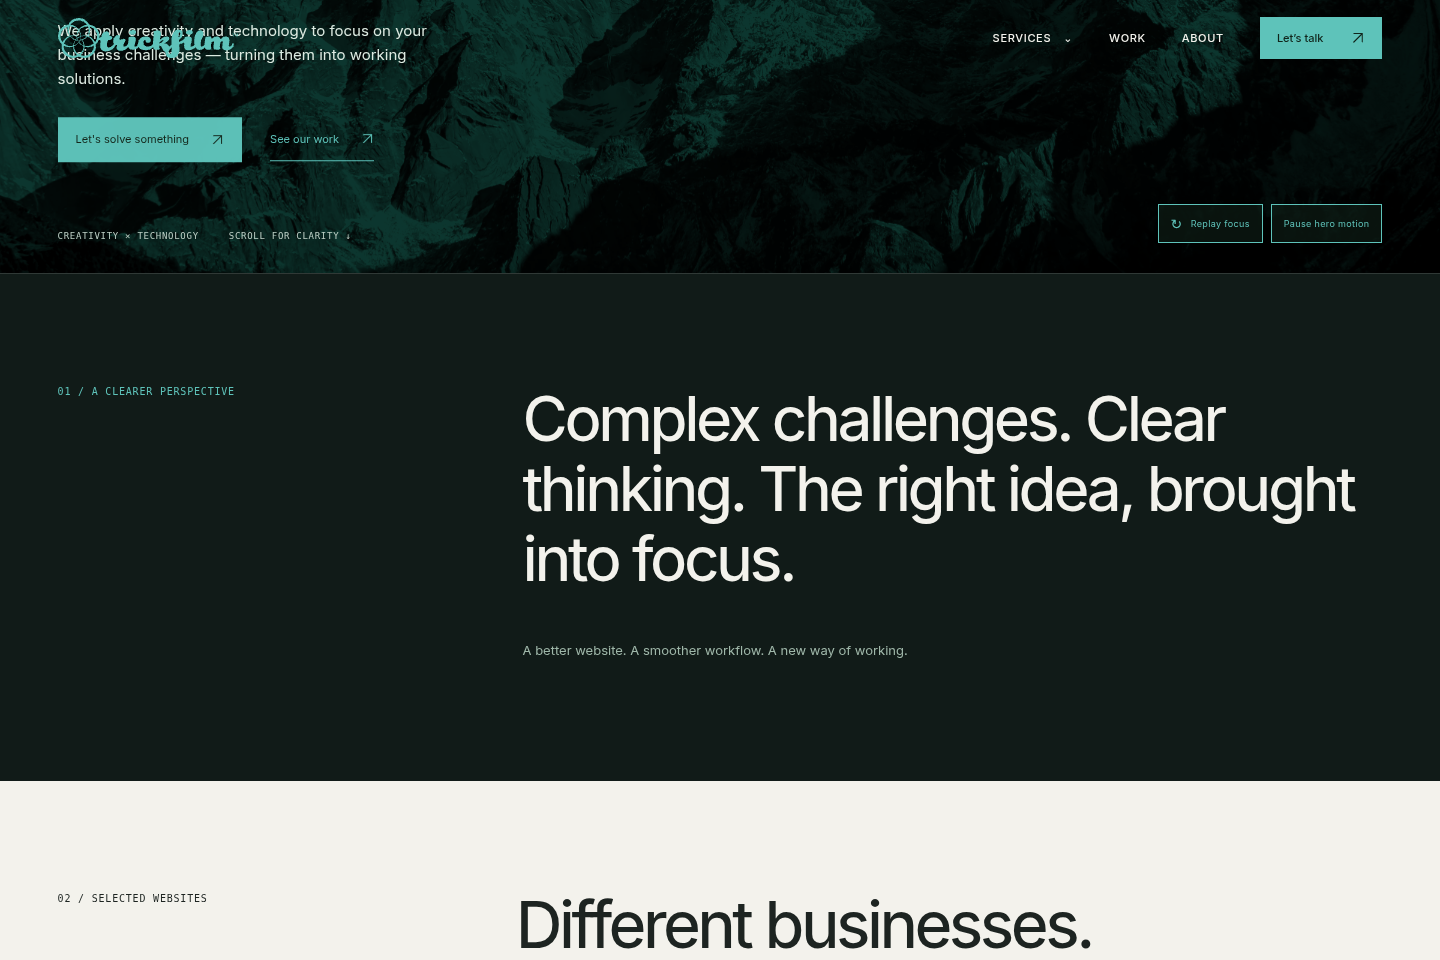 We apply creativity and technology to focus on your
business challenges — turning them into working
solutions.
trickfilm
SERVICES
WORK
ABOUT
Let's talk
Let's solve something
See our work
CREATIVITY × TECHNOLOGY
SCROLL FOR CLARITY ↓
↻ Replay focus
Pause hero motion
01 / A CLEARER PERSPECTIVE
Complex challenges. Clear
thinking. The right idea, brought
into focus.
A better website. A smoother workflow. A new way of working.
02 / SELECTED WEBSITES
Different businesses.